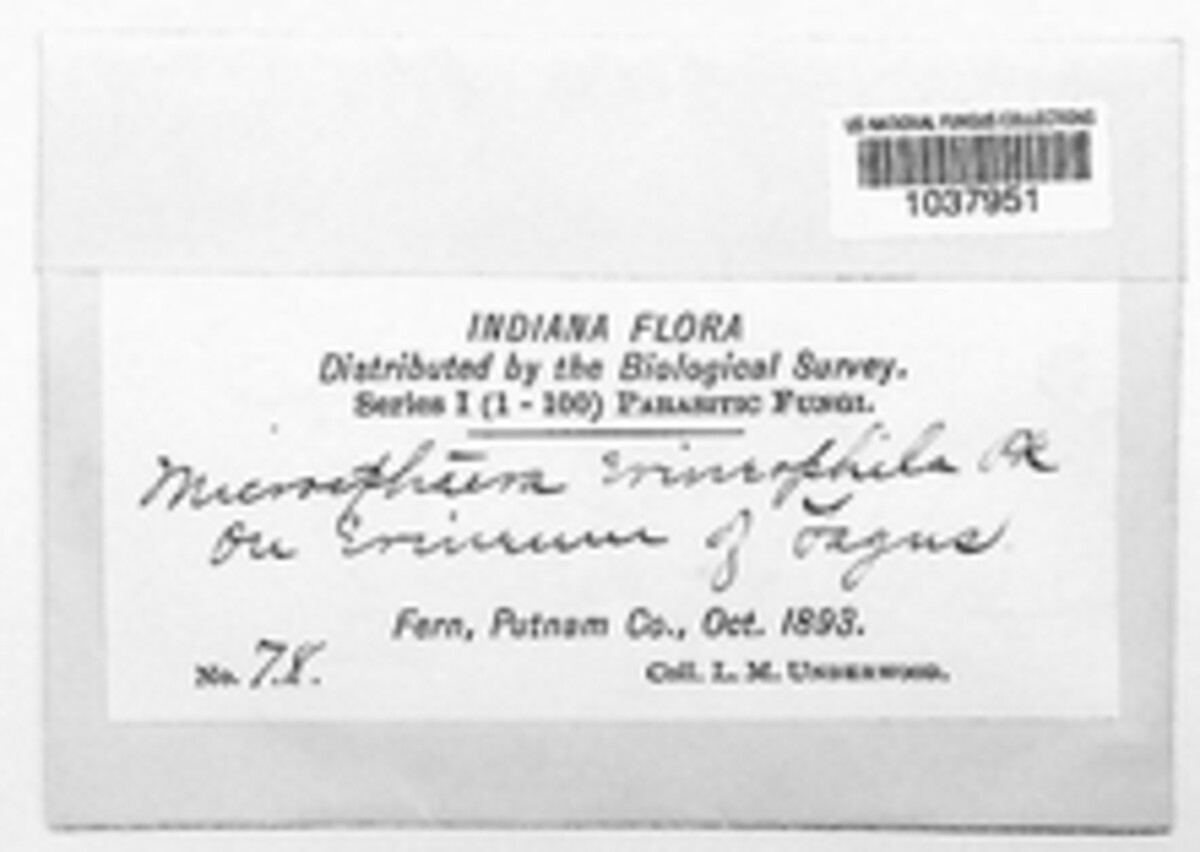 US NATIONAL FUNGUS COLLECTIONS
1037951
INDIANA FLORA
Distributed by the Biological Survey.
Series I (1 - 100) PARASITIC FUNGI.
Microsphaera Erineophila Pk
On Erineum of Fagus
Fern, Putnam Co., Oct. 1893.
No. 78. Coll. L. M. UNDERWOOD.